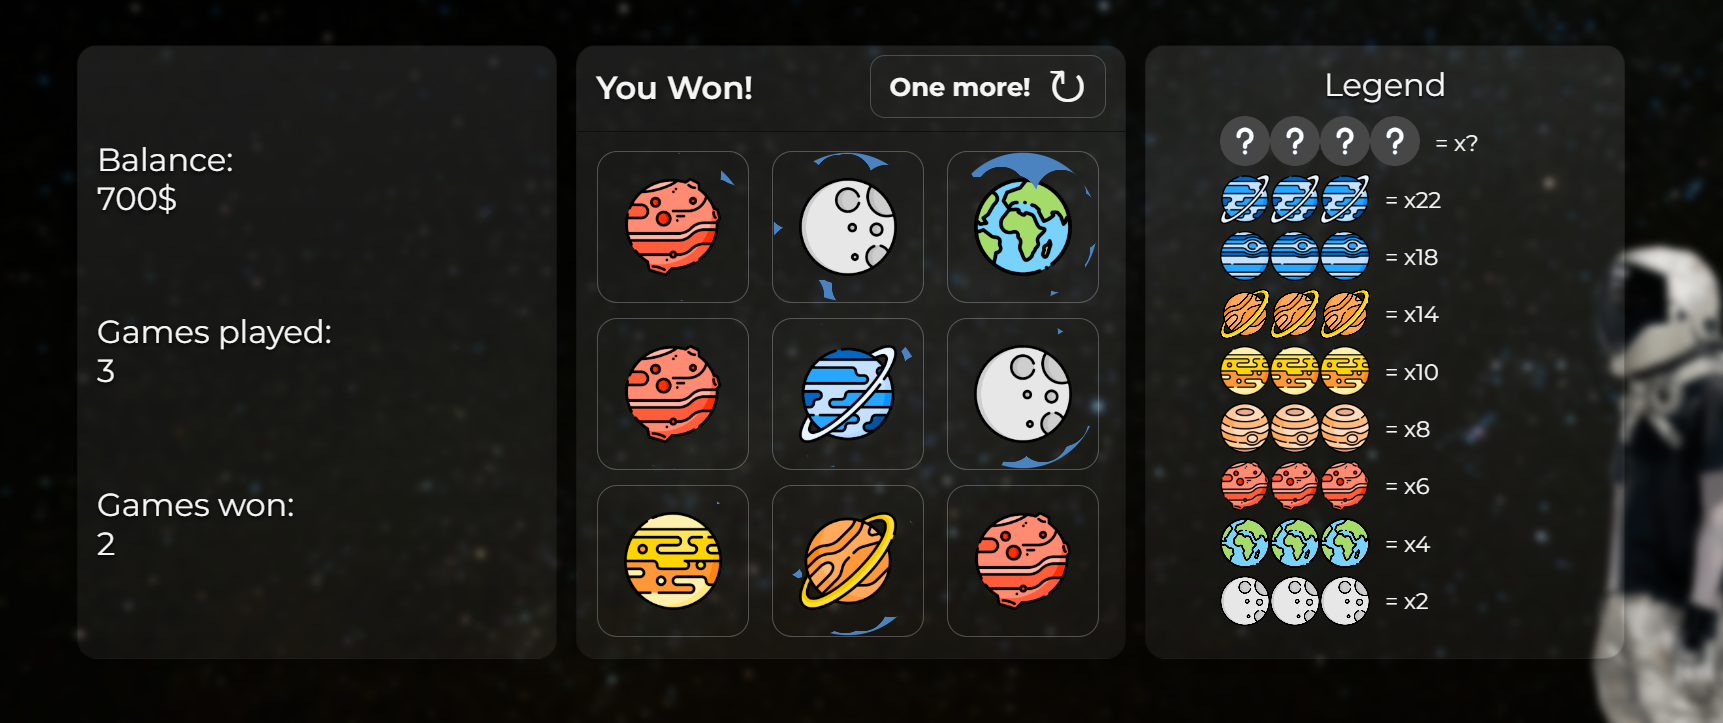 Balance:
700$
Games played:
3
Games won:
2
You Won!
One more!
Legend
? ? ? ? = x?
= x22
= x18
= x14
= x10
= x8
= x6
= x4
= x2